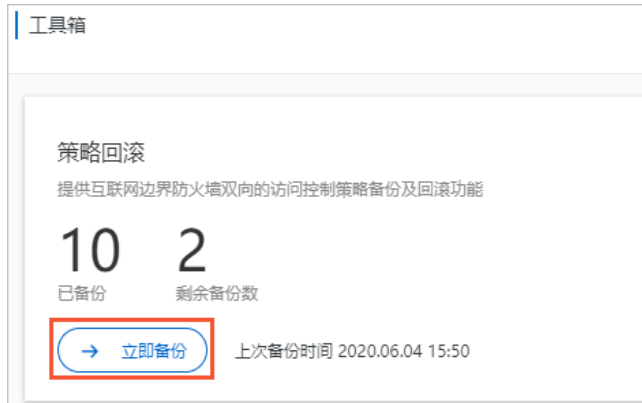 工具箱
策略回滚
提供互联网边界防火墙双向的访问控制策略备份及回滚功能
10 2
已备份 剩余备份数
→ 立即备份 上次备份时间 2020.06.04 15:50